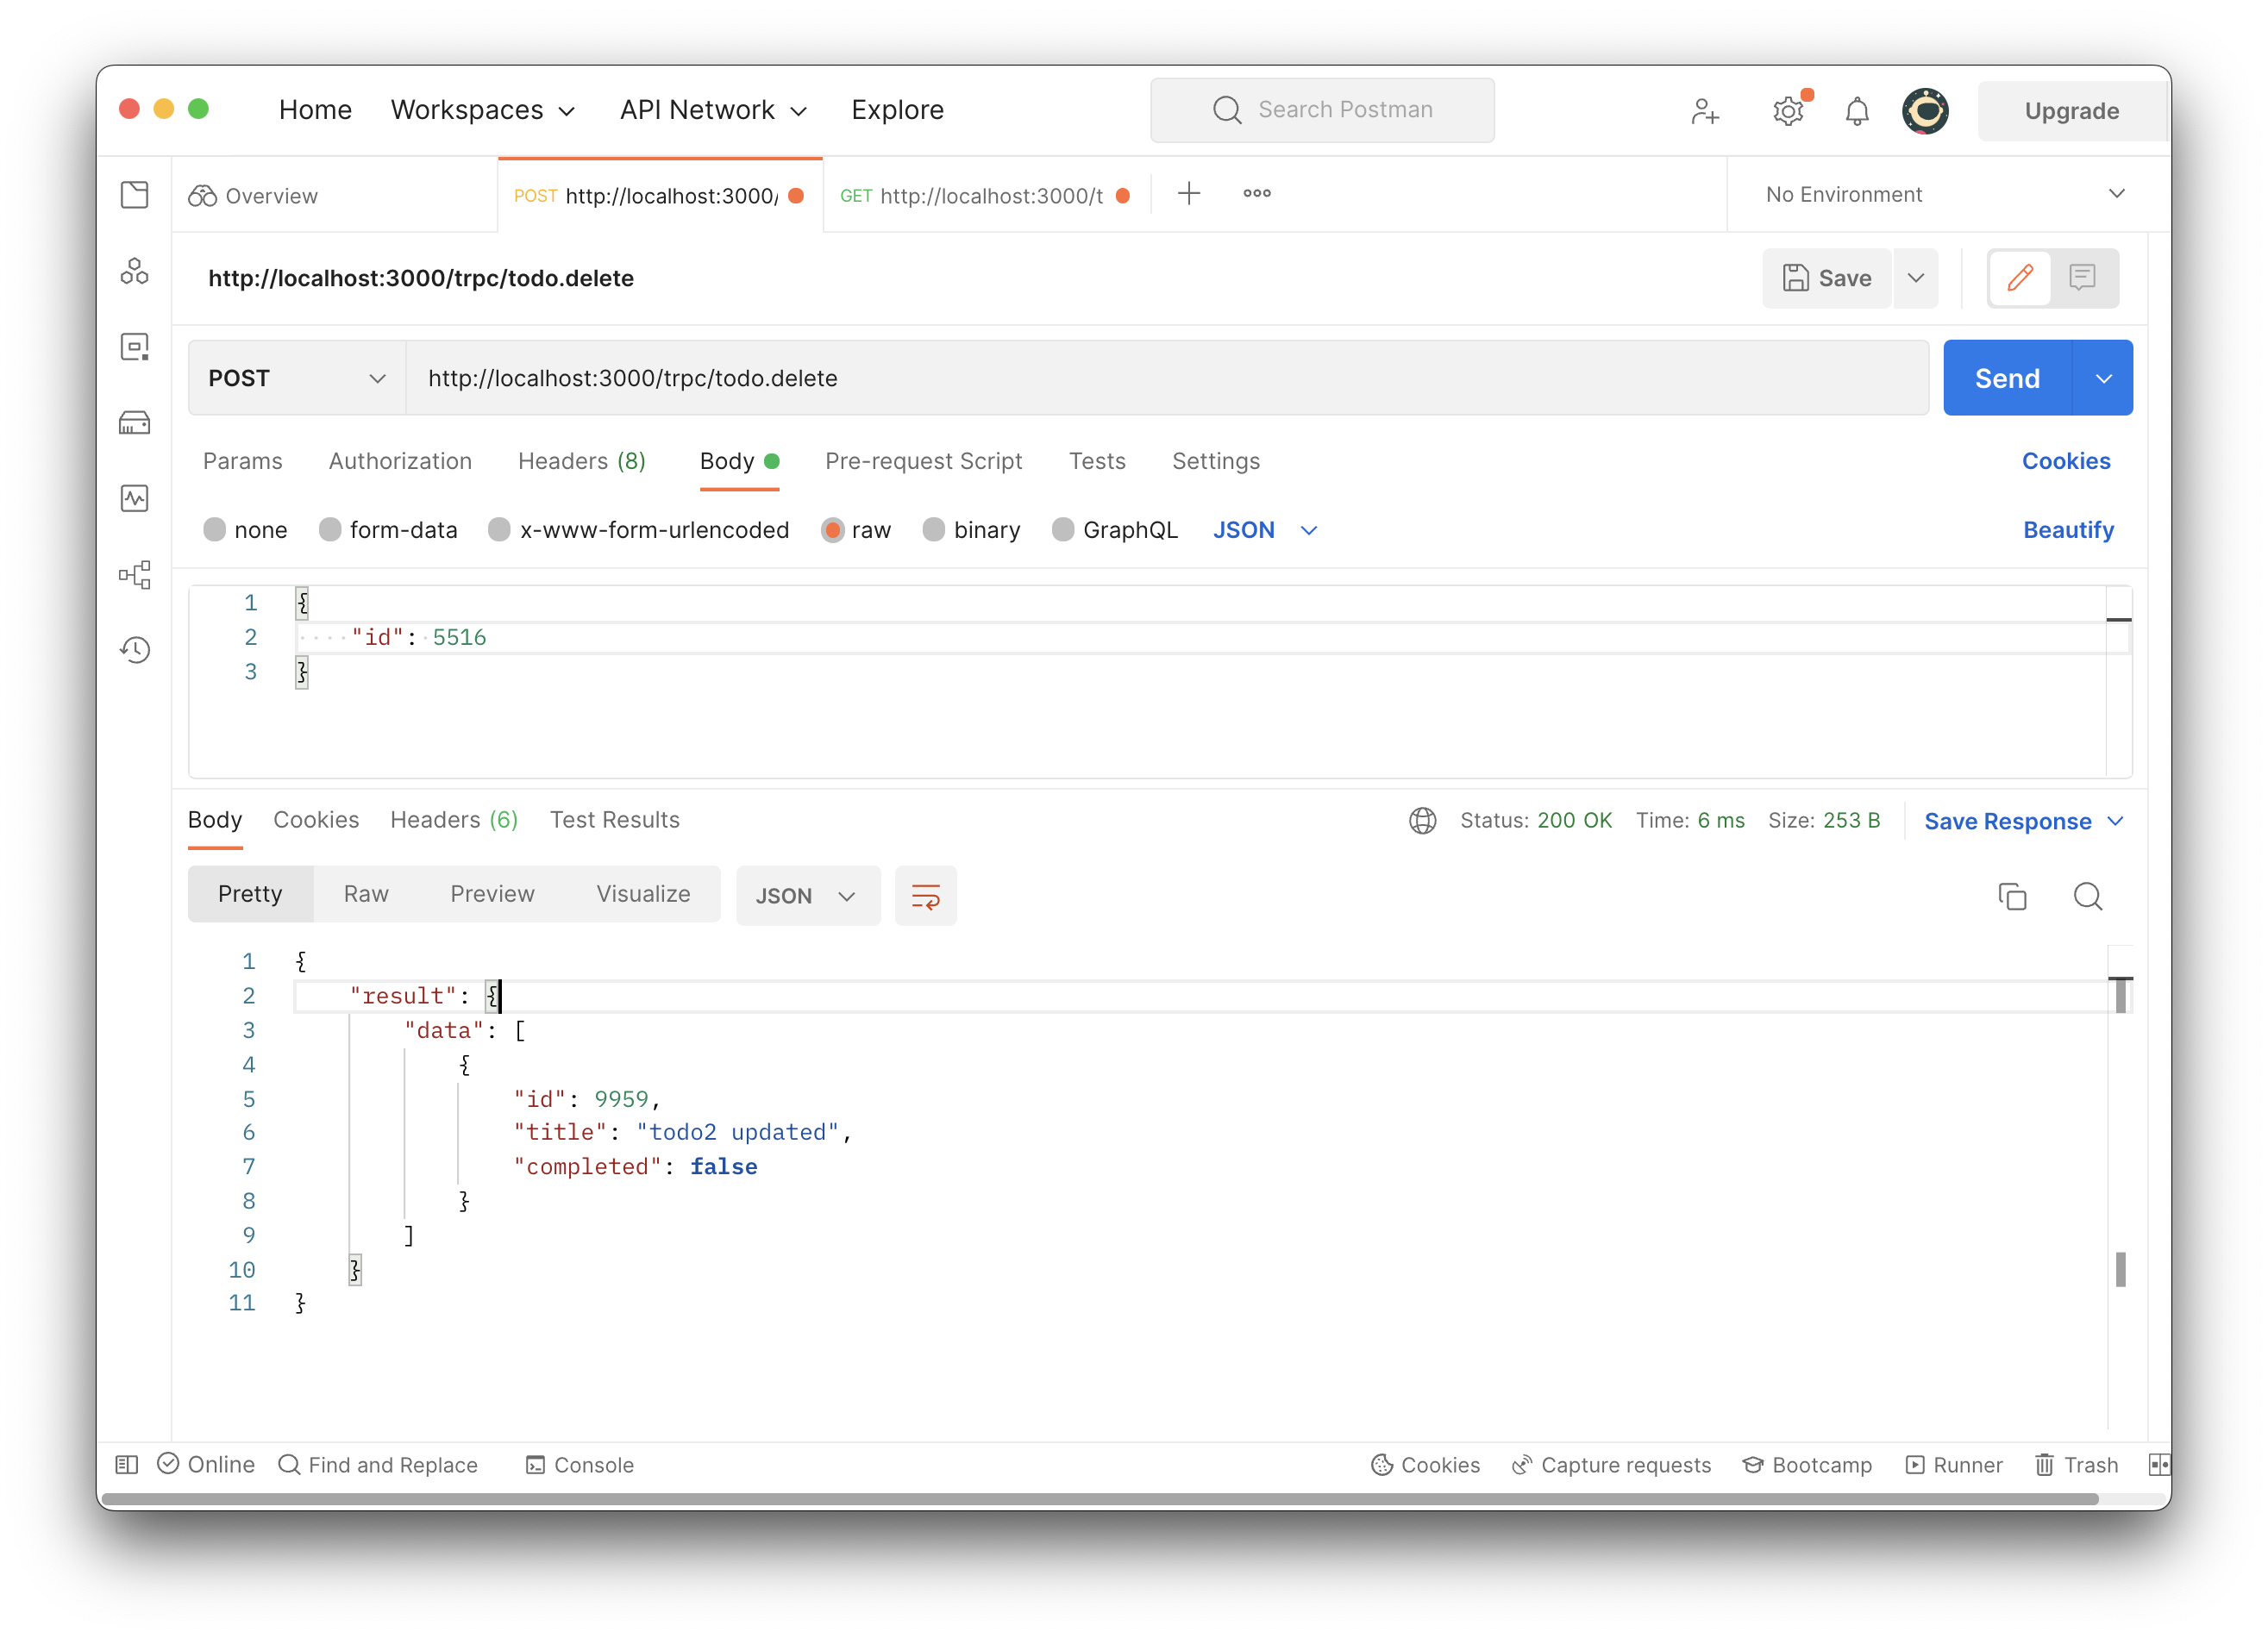 Home Workspaces API Network Explore Search Postman Upgrade
Overview POST http://localhost:3000/ GET http://localhost:3000/t No Environment
http://localhost:3000/trpc/todo.delete Save
POST http://localhost:3000/trpc/todo.delete Send
Params Authorization Headers (8) Body Pre-request Script Tests Settings Cookies
none form-data x-www-form-urlencoded raw binary GraphQL JSON Beautify
1 {
2 "id": 5516
3 }
Body Cookies Headers (6) Test Results Status: 200 OK Time: 6 ms Size: 253 B Save Response
Pretty Raw Preview Visualize JSON
1 {
2 "result": {
3 "data": [
4 {
5 "id": 9959,
6 "title": "todo2 updated",
7 "completed": false
8 }
9 ]
10 }
11 }
Online Find and Replace Console Cookies Capture requests Bootcamp Runner Trash